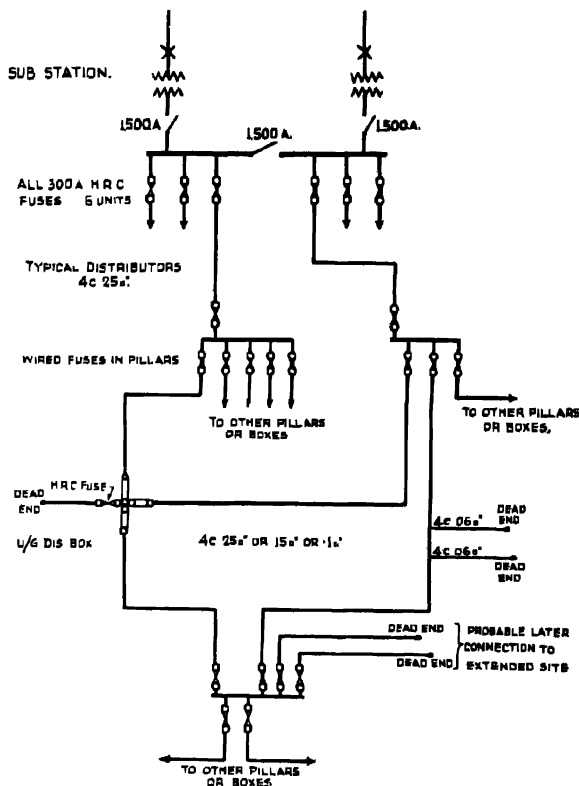 SUB STATION.
1,500A
1,500 A.
1,500A.
ALL 300 A H.R.C
FUSES 6 UNITS
TYPICAL DISTRIBUTORS
4C 25□"
WIRED FUSES IN PILLARS
TO OTHER PILLARS
OR BOXES
TO OTHER PILLARS
OR BOXES.
H.R.C FUSE
DEAD
END
U/G DIS BOX
4C 25□" OR 15□" OR ·1□"
4C 06□"
DEAD
END
4C 06□"
DEAD
END
DEAD END
DEAD END
PROBABLE LATER
CONNECTION TO
EXTENDED SITE
TO OTHER PILLARS
OR BOXES